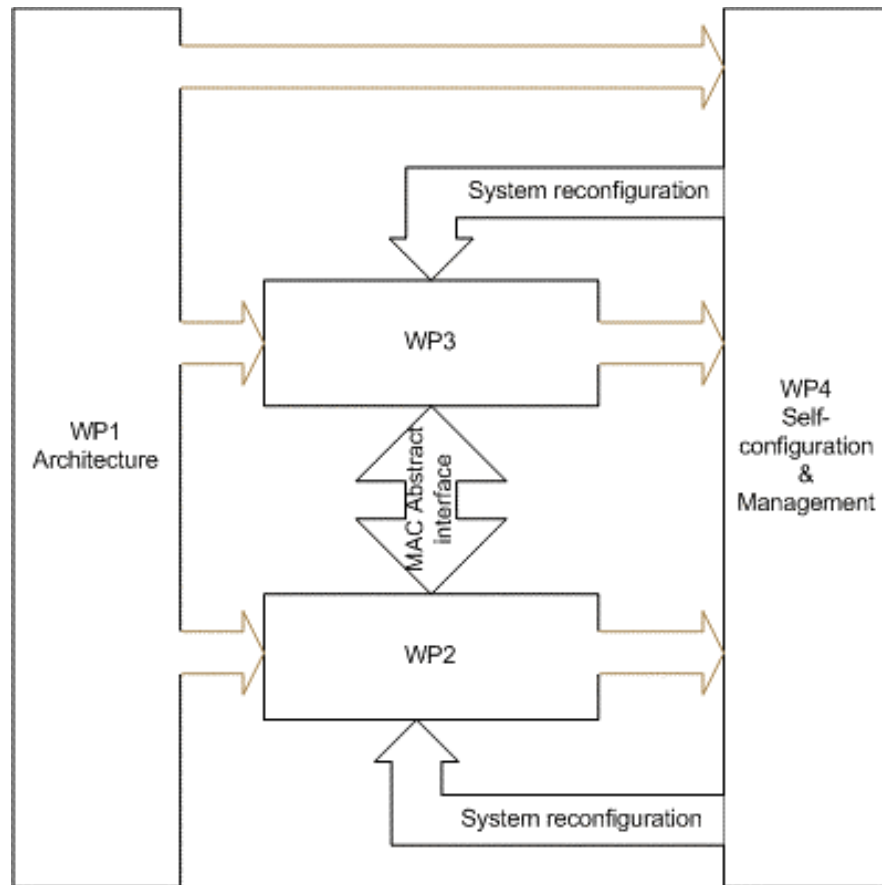 System reconfiguration
WP3
WP1
Architecture
WP4
Self-
configuration
&
Management
MAC Abstract
interface
WP2
System reconfiguration